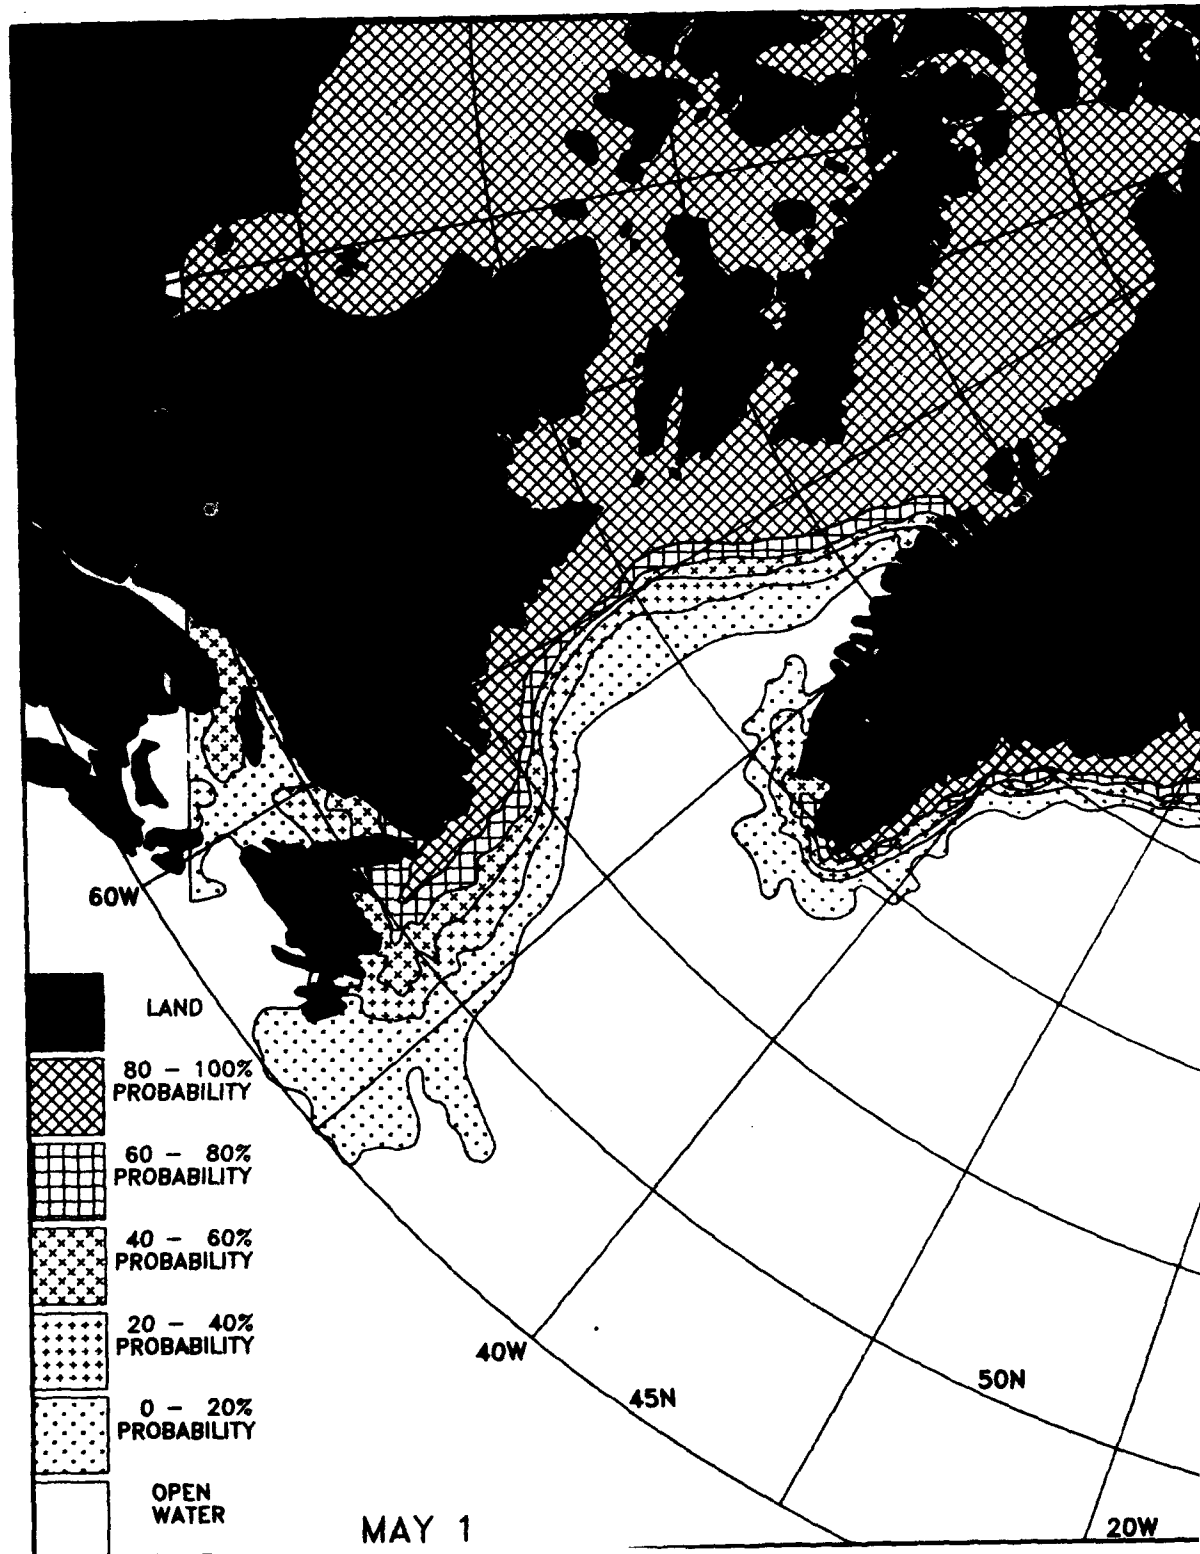 60W
LAND
80 - 100%
PROBABILITY
60 - 80%
PROBABILITY
40 - 60%
PROBABILITY
20 - 40%
PROBABILITY
0 - 20%
PROBABILITY
OPEN
WATER
40W
45N
50N
20W
MAY 1